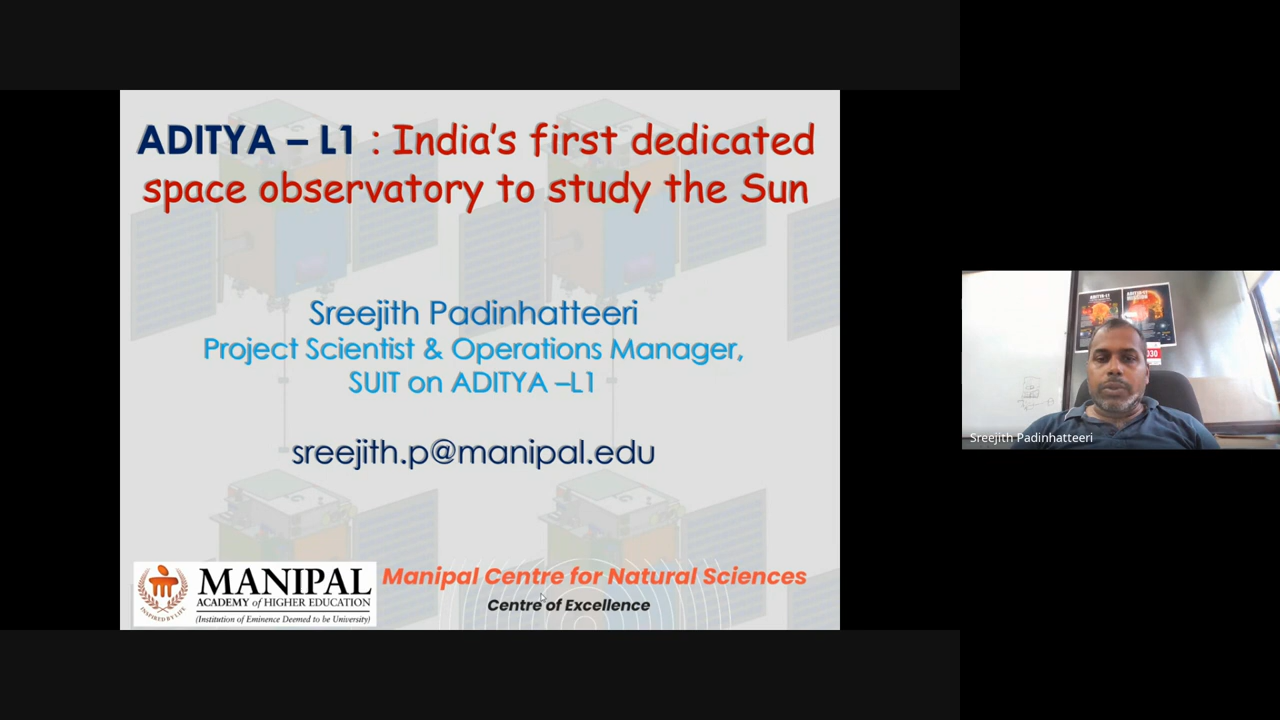 ADITYA – L1 : India's first dedicated
space observatory to study the Sun
Sreejith Padinhatteeri
Project Scientist & Operations Manager,
SUIT on ADITYA –L1
sreejith.p@manipal.edu
MANIPAL
ACADEMY of HIGHER EDUCATION
(Institution of Eminence Deemed to be University)
INSPIRED BY LIFE
Manipal Centre for Natural Sciences
Centre of Excellence
ADITYA-L1
Sreejith Padinhatteeri